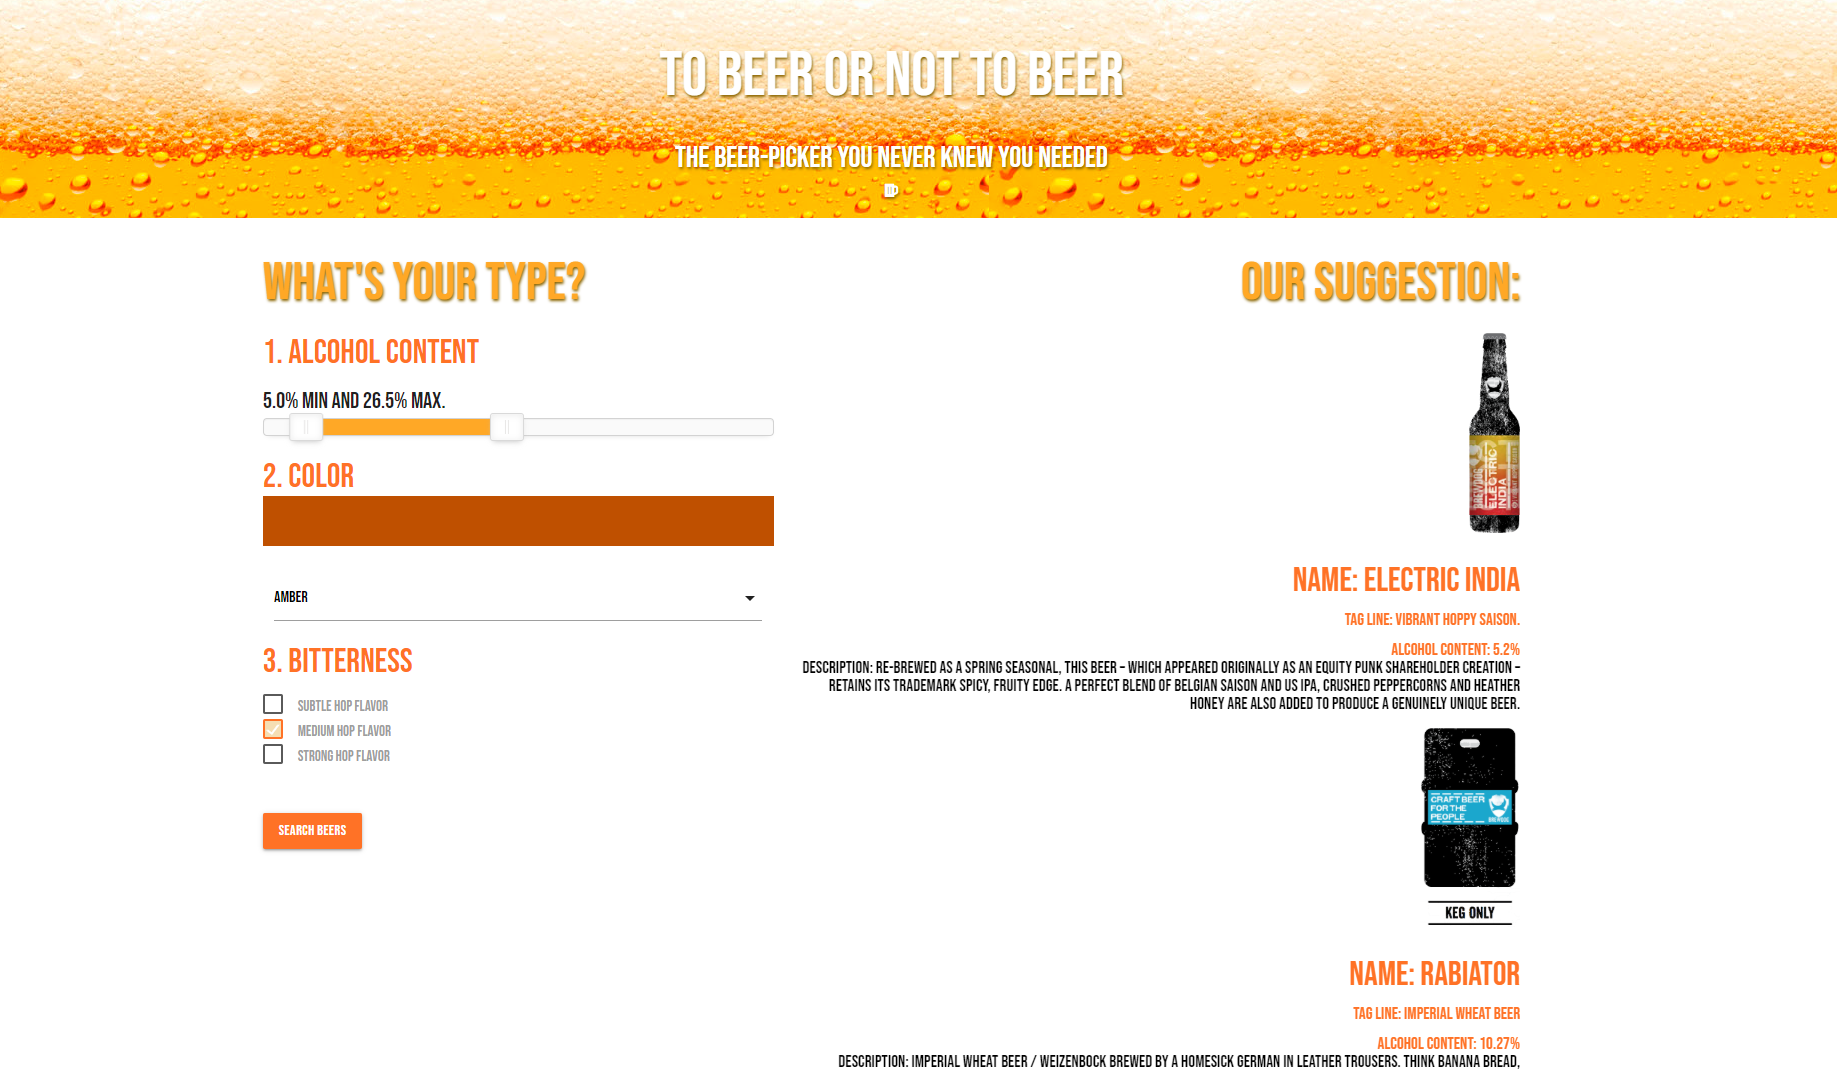 TO BEER OR NOT TO BEER
THE BEER-PICKER YOU NEVER KNEW YOU NEEDED
WHAT'S YOUR TYPE?
1. ALCOHOL CONTENT
5.0% MIN AND 26.5% MAX.
2. COLOR
AMBER
3. BITTERNESS
SUBTLE HOP FLAVOR
MEDIUM HOP FLAVOR
STRONG HOP FLAVOR
SEARCH BEERS
OUR SUGGESTION:
BREWDOG
ELECTRIC
INDIA
NAME: ELECTRIC INDIA
TAG LINE: VIBRANT HOPPY SAISON.
ALCOHOL CONTENT: 5.2%
DESCRIPTION: RE-BREWED AS A SPRING SEASONAL, THIS BEER – WHICH APPEARED ORIGINALLY AS AN EQUITY PUNK SHAREHOLDER CREATION –
RETAINS ITS TRADEMARK SPICY, FRUITY EDGE. A PERFECT BLEND OF BELGIAN SAISON AND US IPA, CRUSHED PEPPERCORNS AND HEATHER
HONEY ARE ALSO ADDED TO PRODUCE A GENUINELY UNIQUE BEER.
CRAFT BEER
FOR THE
PEOPLE
BREWDOG
KEG ONLY
NAME: RABIATOR
TAG LINE: IMPERIAL WHEAT BEER
ALCOHOL CONTENT: 10.27%
DESCRIPTION: IMPERIAL WHEAT BEER / WEIZENBOCK BREWED BY A HOMESICK GERMAN IN LEATHER TROUSERS. THINK BANANA BREAD,